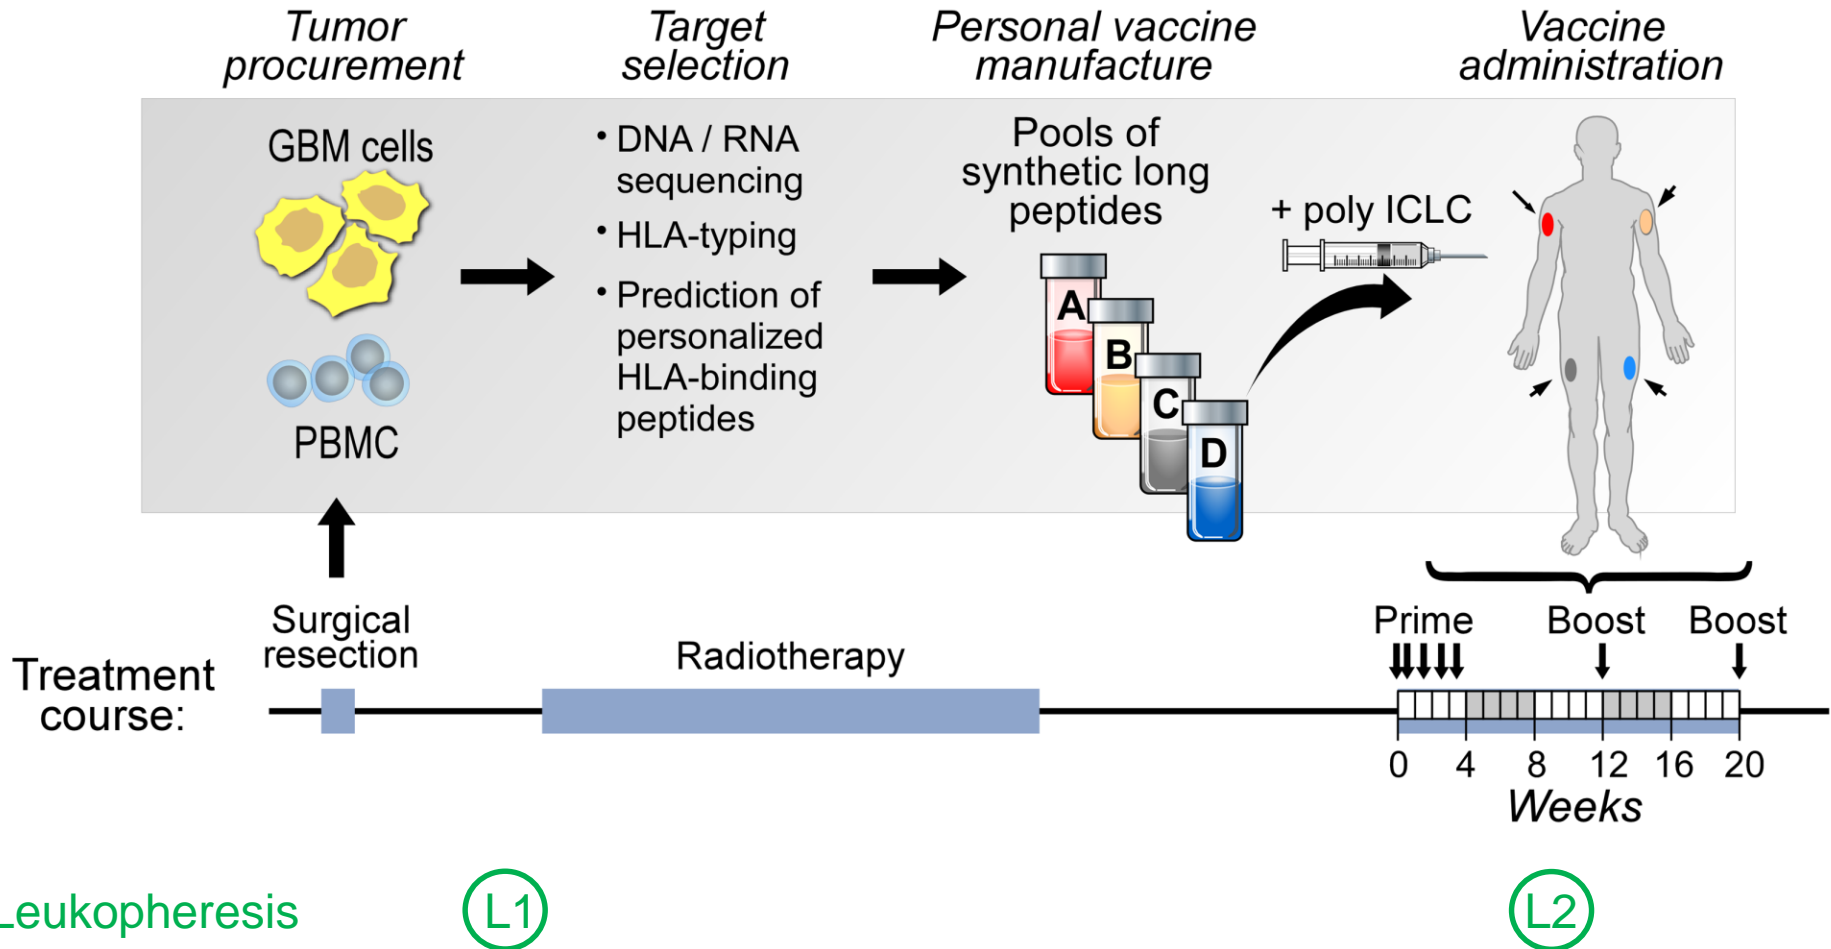 Tumor
procurement
Target
selection
Personal vaccine
manufacture
Vaccine
administration
GBM cells
PBMC
• DNA / RNA
sequencing
• HLA-typing
• Prediction of
personalized
HLA-binding
peptides
Pools of
synthetic long
peptides
A
B
C
D
+ poly ICLC
Surgical
resection
Radiotherapy
Prime
Boost
Boost
Treatment
course:
0 4 8 12 16 20
Weeks
Leukopheresis
L1
L2